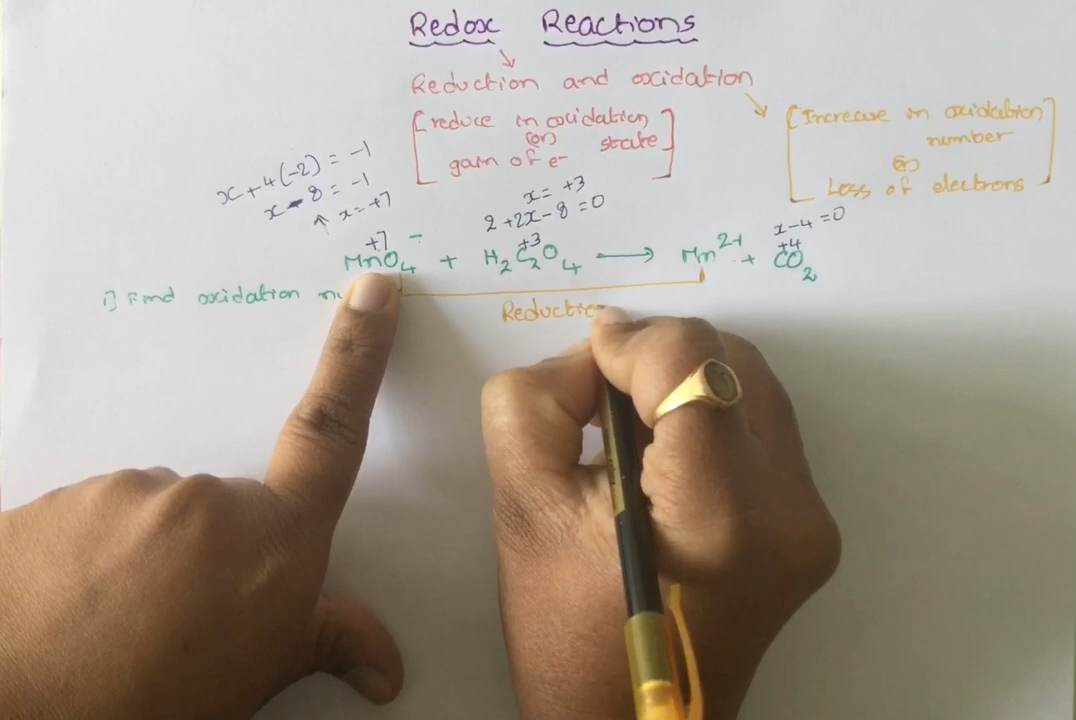 Redox Reactions
Reduction and oxidation
[reduce in oxidation state
(or)
gain of e-]
[Increase in oxidation number
(or)
Loss of electrons]
x+4(-2) = -1
x-8 = -1
↑ x=+7
x= +3
2+2x-8=0
x-4=0
+7 +3 +4
MnO4- + H2C2O4 → Mn2+ + CO2
1) Find oxidation
Reductio